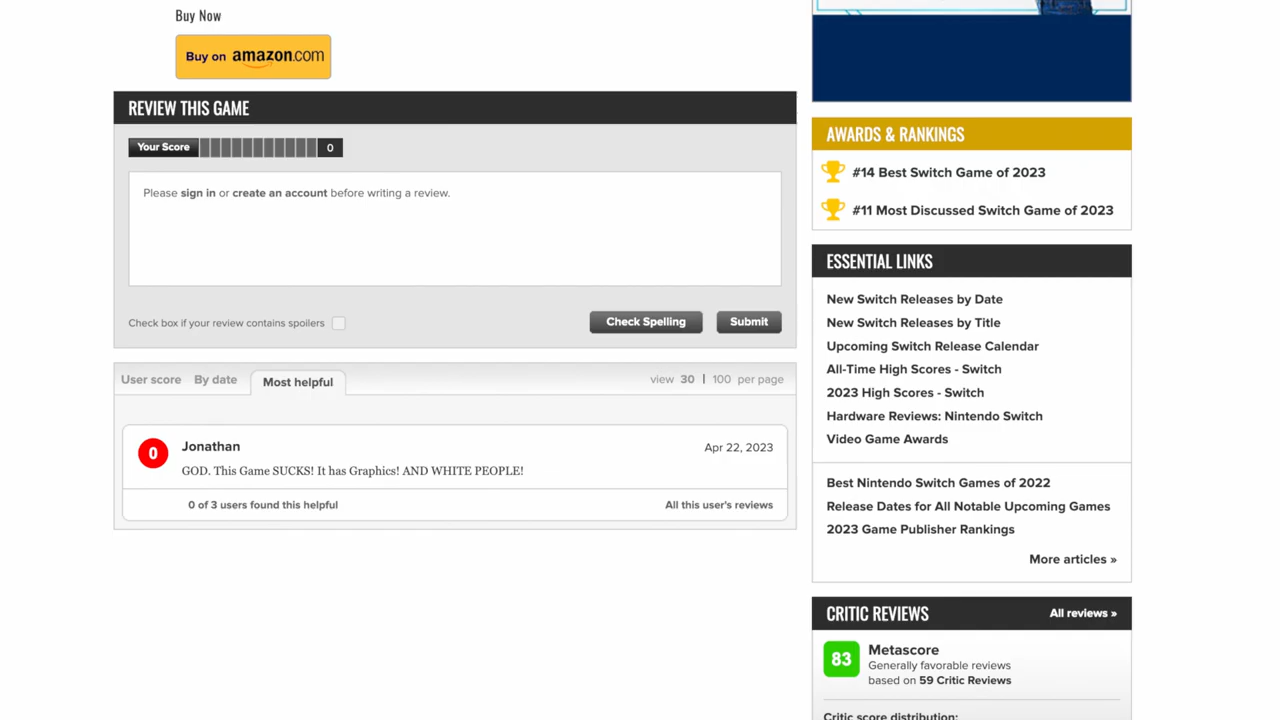 Buy Now
Buy on amazon.com
REVIEW THIS GAME
Your Score 0
Please sign in or create an account before writing a review.
Check box if your review contains spoilers
Check Spelling
Submit
User score By date Most helpful view 30 | 100 per page
0 Jonathan Apr 22, 2023
GOD. This Game SUCKS! It has Graphics! AND WHITE PEOPLE!
0 of 3 users found this helpful All this user's reviews
AWARDS & RANKINGS
#14 Best Switch Game of 2023
#11 Most Discussed Switch Game of 2023
ESSENTIAL LINKS
New Switch Releases by Date
New Switch Releases by Title
Upcoming Switch Release Calendar
All-Time High Scores - Switch
2023 High Scores - Switch
Hardware Reviews: Nintendo Switch
Video Game Awards
Best Nintendo Switch Games of 2022
Release Dates for All Notable Upcoming Games
2023 Game Publisher Rankings
More articles »
CRITIC REVIEWS All reviews »
83 Metascore
Generally favorable reviews
based on 59 Critic Reviews
Critic score distribution: